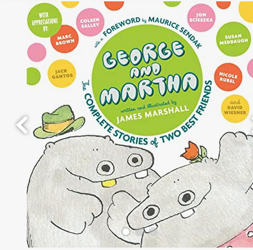 with a FOREWORD by MAURICE SENDAK
WITH
APPRECIATIONS BY
COLEEN
SALLEY
JON
SCIESZKA
MARC
BROWN
SUSAN
MEDDAUGH
JACK
GANTOS
NICOLE
RUBEL
and
DAVID
WIESNER
GEORGE
AND
MARTHA
The COMPLETE STORIES of TWO BEST FRIENDS
written and illustrated by
JAMES MARSHALL